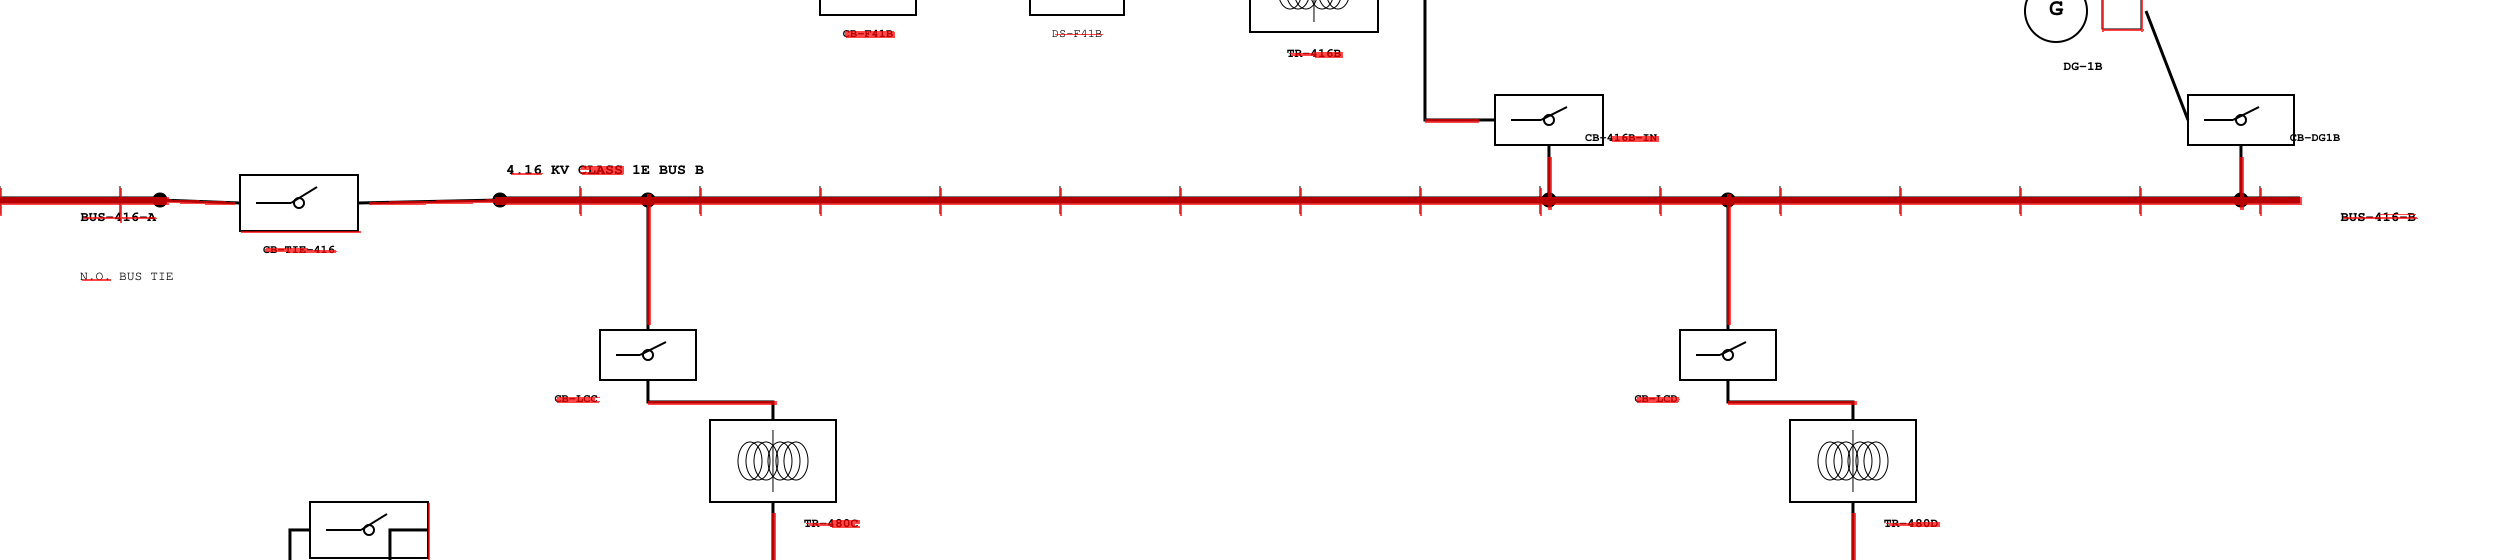 G
CB-F41B
DS-F41B
TR-416B
DG-1B
CB-416B-IN
CB-DG1B
4.16 KV CLASS 1E BUS B
BUS-416-A
BUS-416-B
CB-TIE-416
N.O. BUS TIE
CB-LCC
CB-LCD
TR-480C
TR-480D